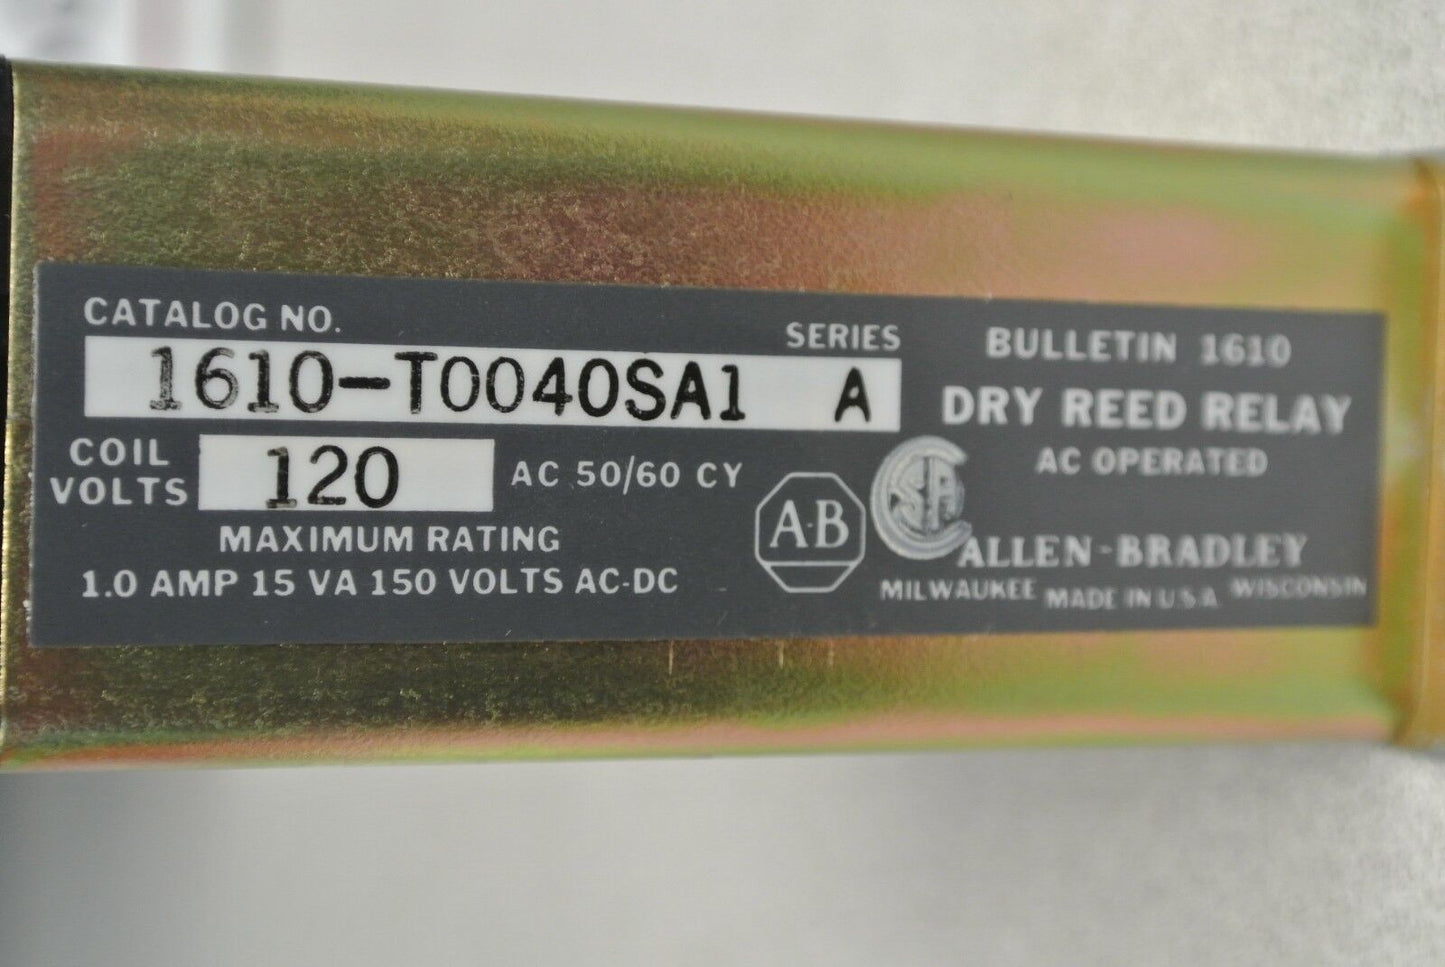 CATALOG NO.
SERIES
1610-T0040SA1 A
COIL VOLTS 120 AC 50/60 CY
MAXIMUM RATING
1.0 AMP 15 VA 150 VOLTS AC-DC
A-B
SA
BULLETIN 1610
DRY REED RELAY
AC OPERATED
ALLEN-BRADLEY
MILWAUKEE MADE IN U.S.A. WISCONSIN